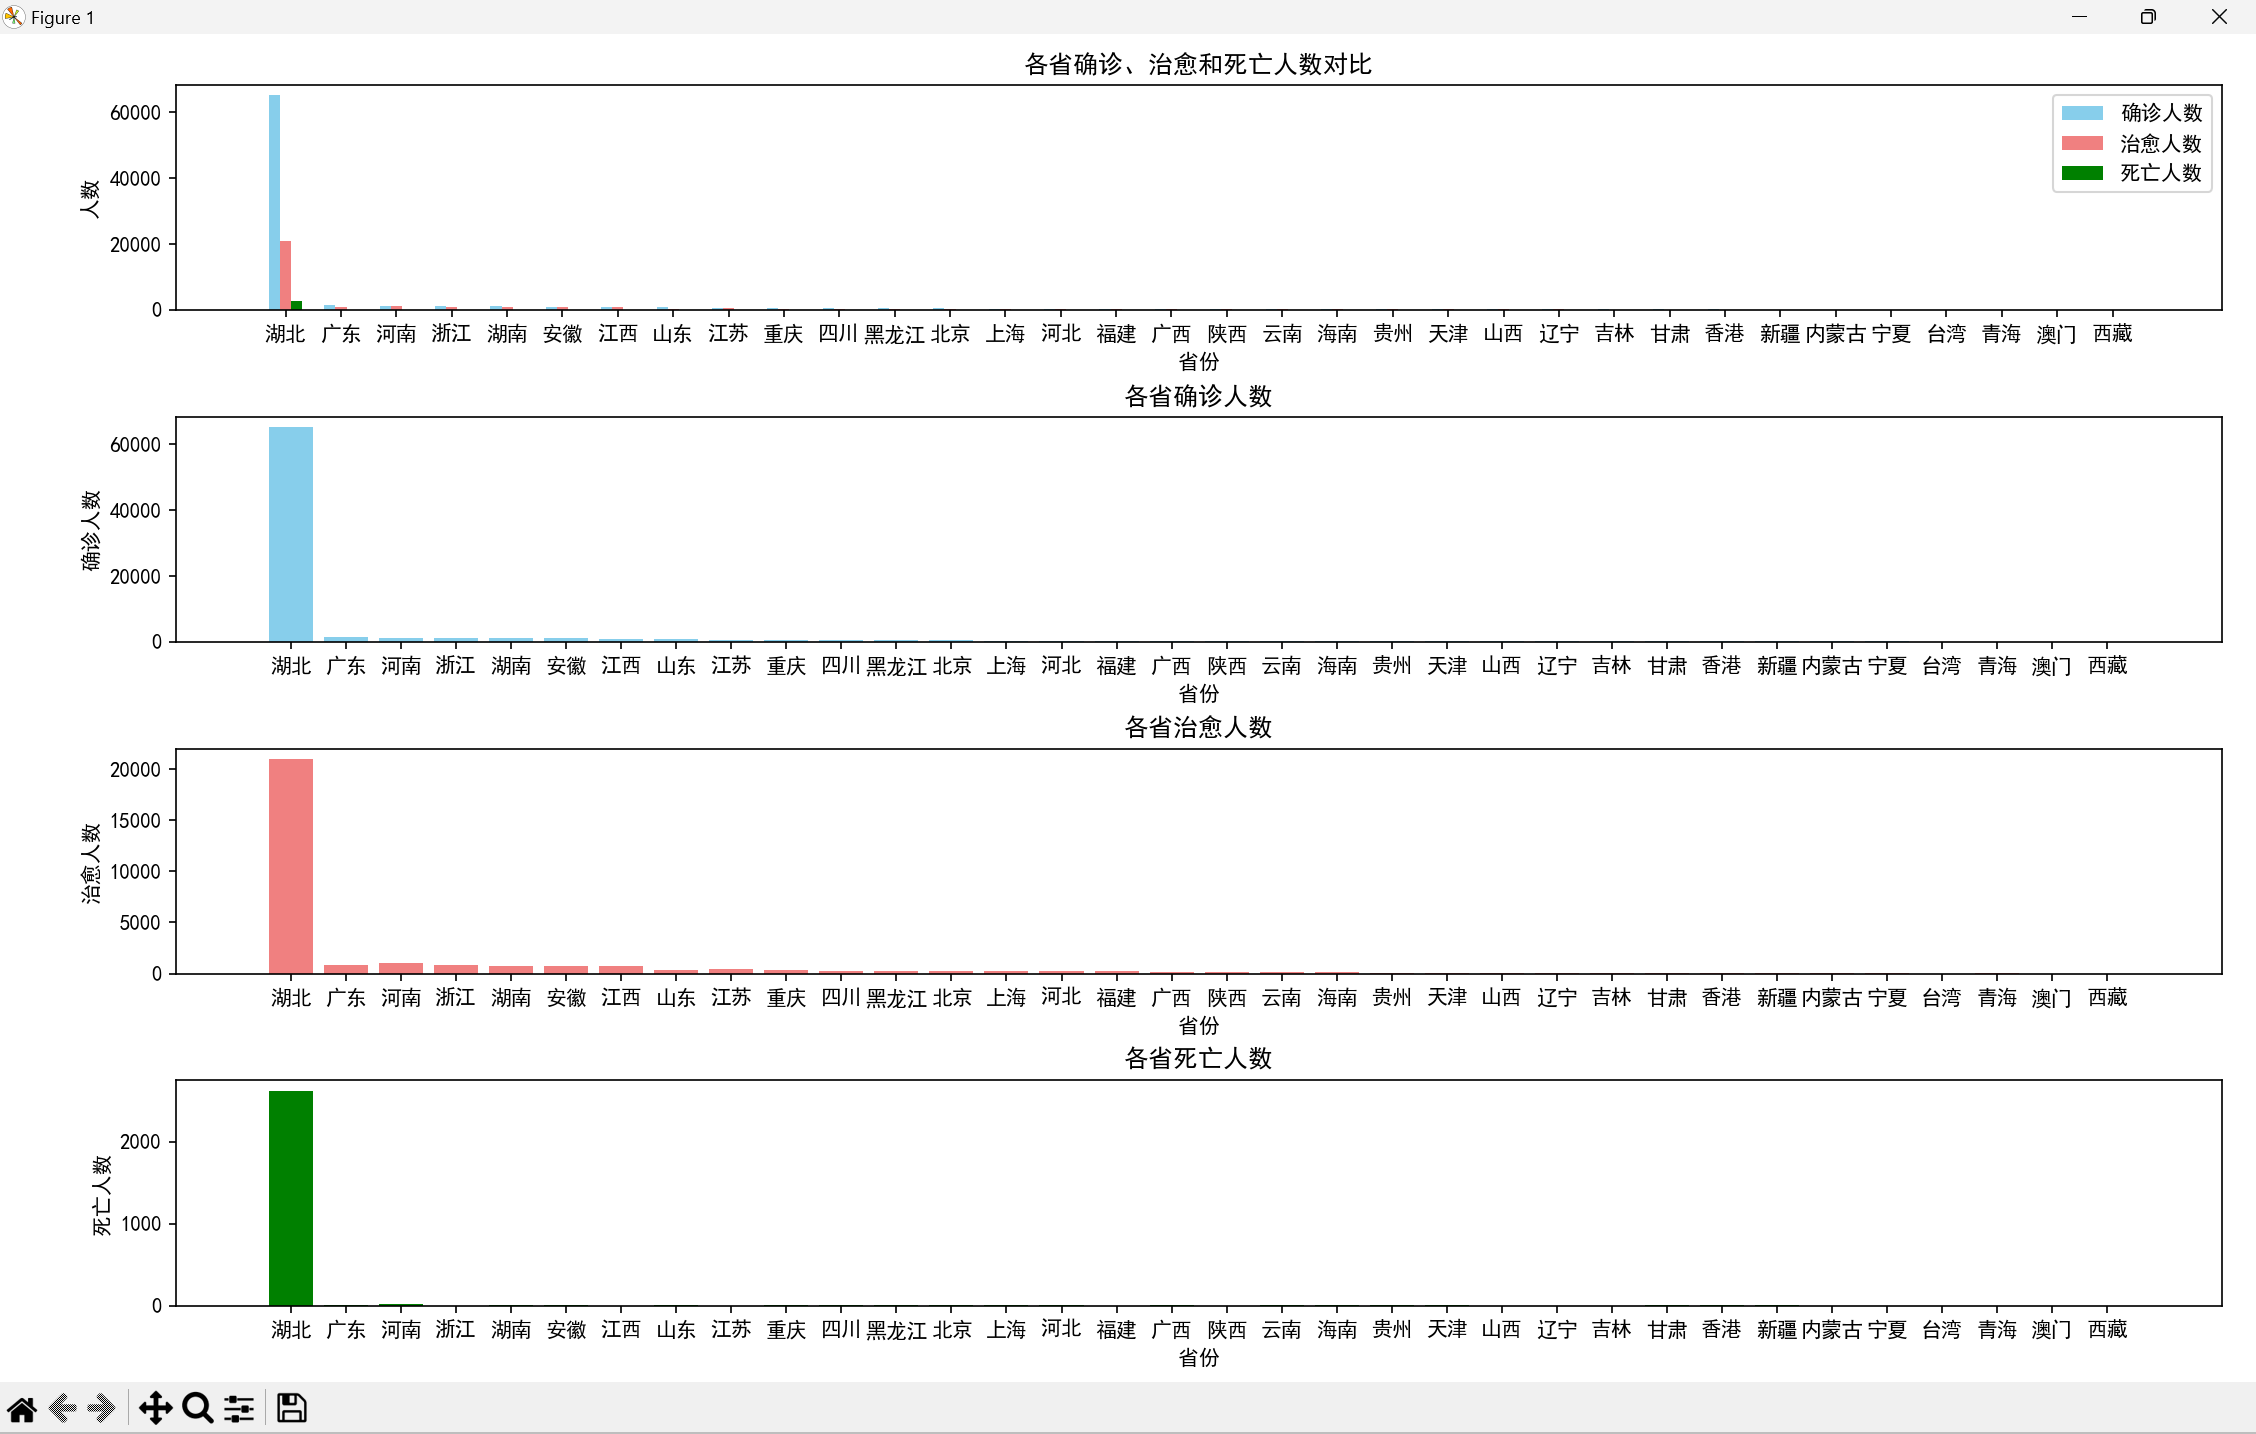 Figure 1
各省确诊、治愈和死亡人数对比
人数
60000
40000
20000
0
确诊人数
治愈人数
死亡人数
湖北 广东 河南 浙江 湖南 安徽 江西 山东 江苏 重庆 四川 黑龙江 北京 上海 河北 福建 广西 陕西 云南 海南 贵州 天津 山西 辽宁 吉林 甘肃 香港 新疆 内蒙古 宁夏 台湾 青海 澳门 西藏
省份
各省确诊人数
确诊人数
60000
40000
20000
0
湖北 广东 河南 浙江 湖南 安徽 江西 山东 江苏 重庆 四川 黑龙江 北京 上海 河北 福建 广西 陕西 云南 海南 贵州 天津 山西 辽宁 吉林 甘肃 香港 新疆 内蒙古 宁夏 台湾 青海 澳门 西藏
省份
各省治愈人数
治愈人数
20000
15000
10000
5000
0
湖北 广东 河南 浙江 湖南 安徽 江西 山东 江苏 重庆 四川 黑龙江 北京 上海 河北 福建 广西 陕西 云南 海南 贵州 天津 山西 辽宁 吉林 甘肃 香港 新疆 内蒙古 宁夏 台湾 青海 澳门 西藏
省份
各省死亡人数
死亡人数
2000
1000
0
湖北 广东 河南 浙江 湖南 安徽 江西 山东 江苏 重庆 四川 黑龙江 北京 上海 河北 福建 广西 陕西 云南 海南 贵州 天津 山西 辽宁 吉林 甘肃 香港 新疆 内蒙古 宁夏 台湾 青海 澳门 西藏
省份